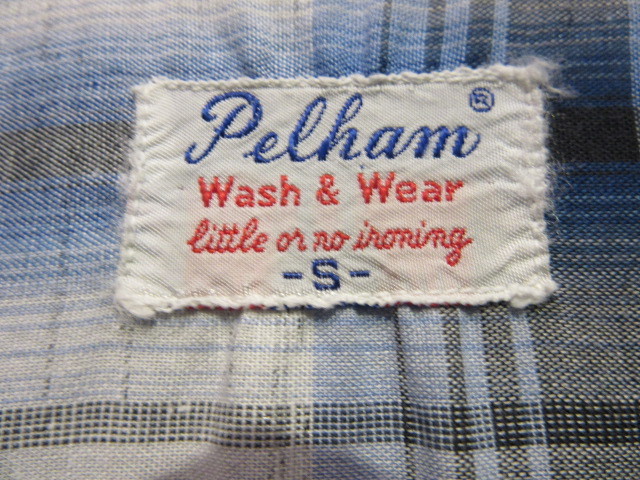 Pelham ®
Wash & Wear
little or no ironing
-S-